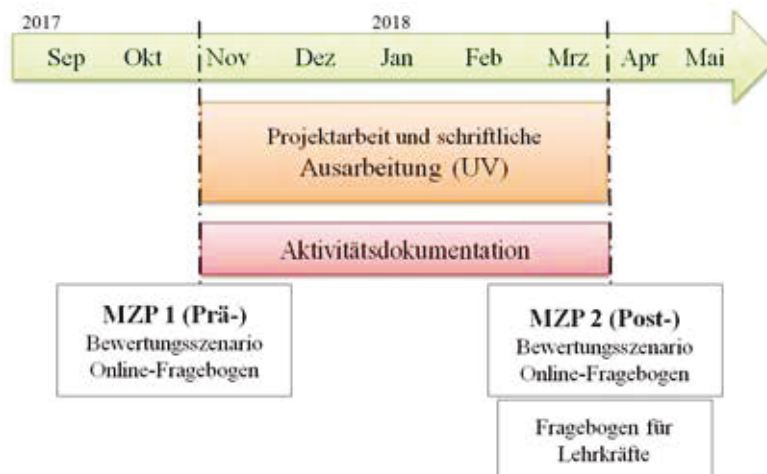 2017 2018
Sep Okt Nov Dez Jan Feb Mrz Apr Mai
Projektarbeit und schriftliche
Ausarbeitung (UV)
Aktivitätsdokumentation
MZP 1 (Prä-)
Bewertungsszenario
Online-Fragebogen
MZP 2 (Post-)
Bewertungsszenario
Online-Fragebogen
Fragebogen für
Lehrkräfte